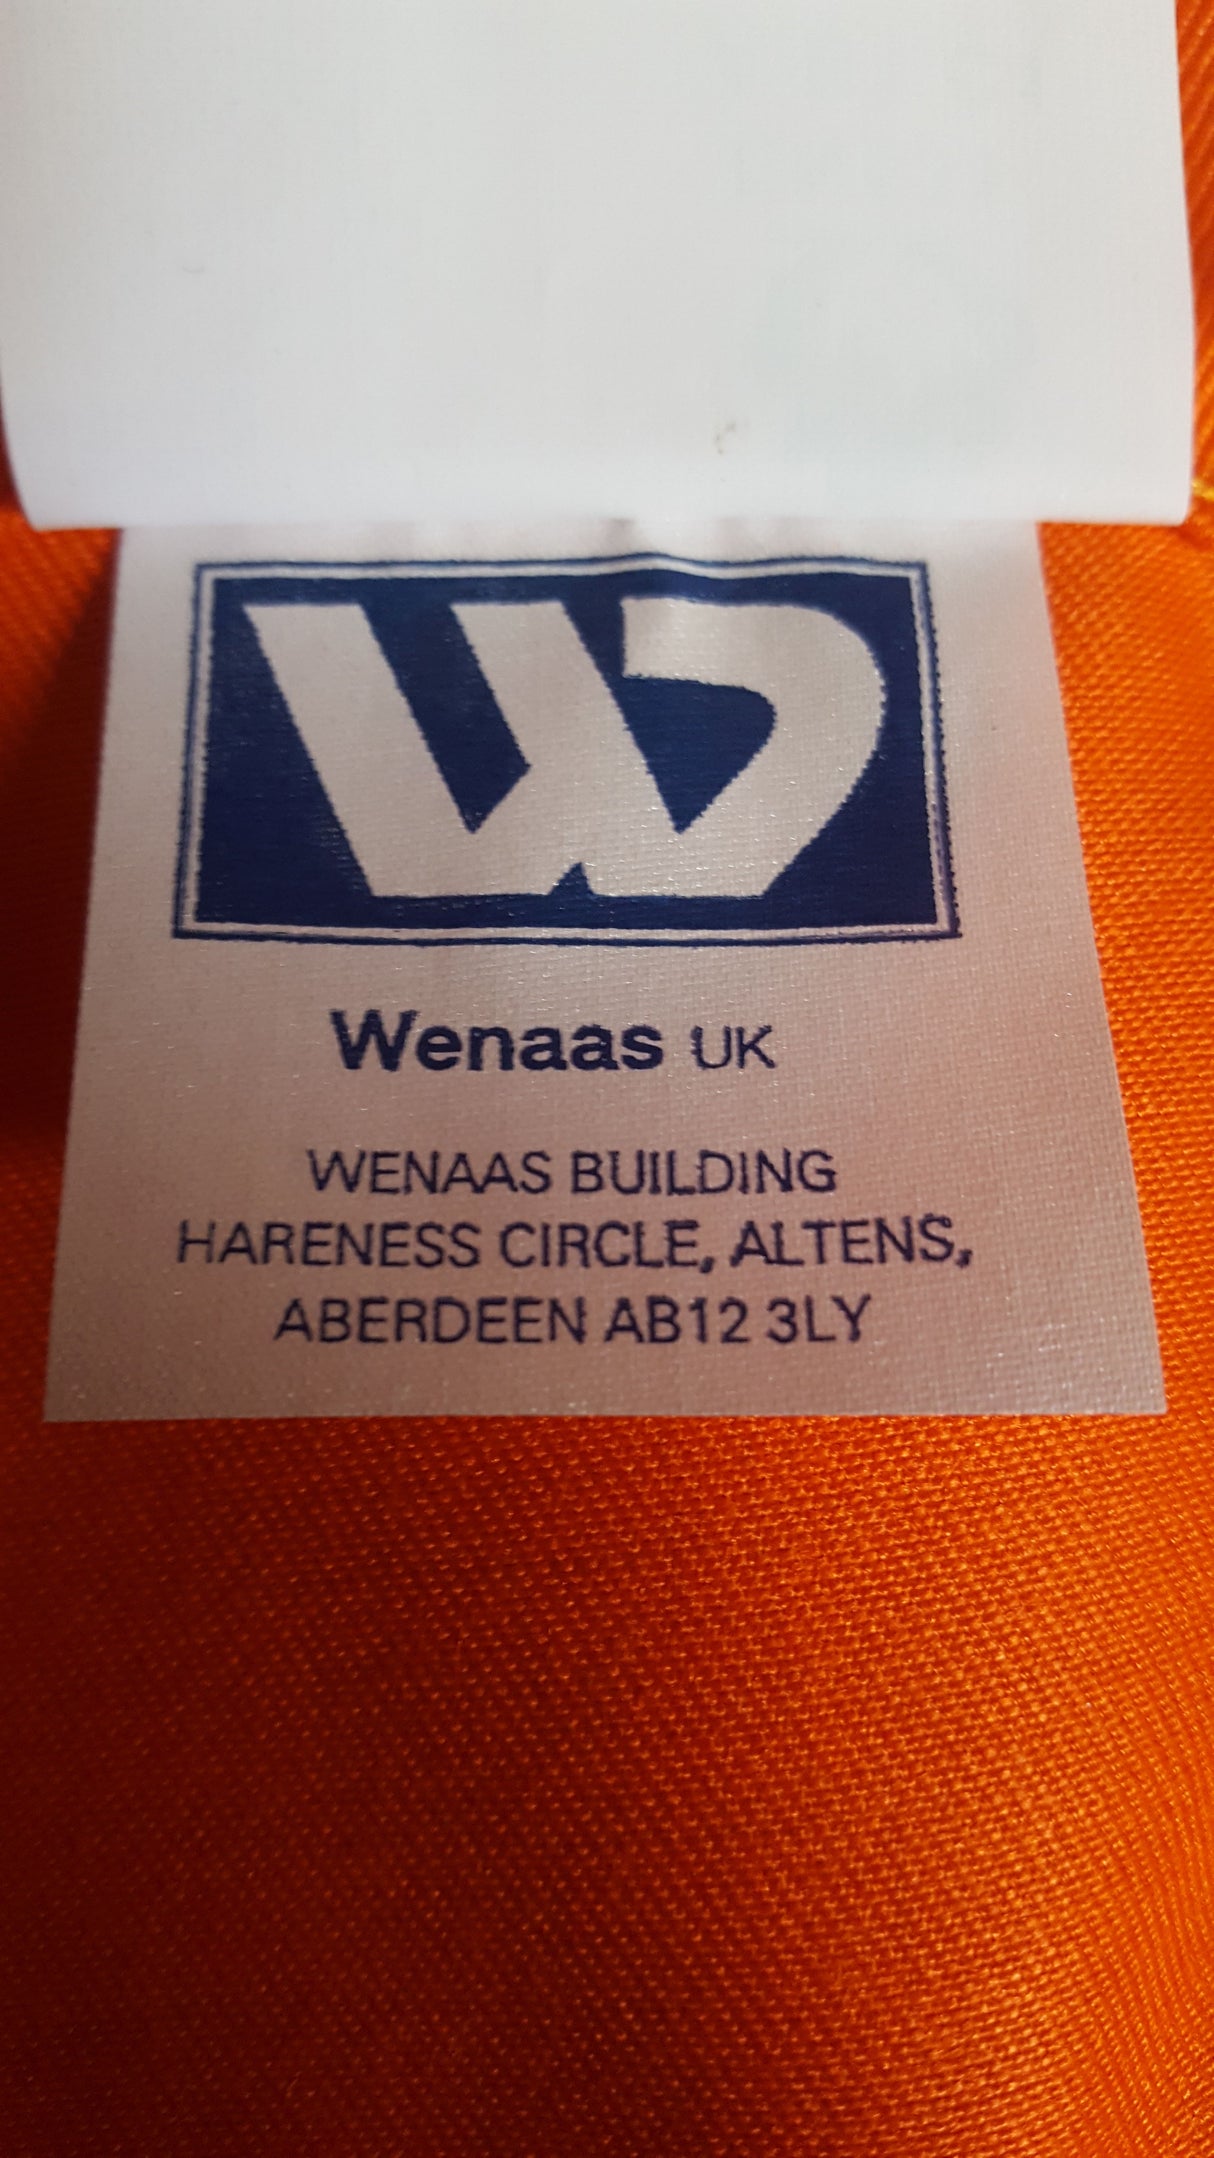 W
Wenaas UK
WENAAS BUILDING
HARENESS CIRCLE, ALTENS,
ABERDEEN AB12 3LY